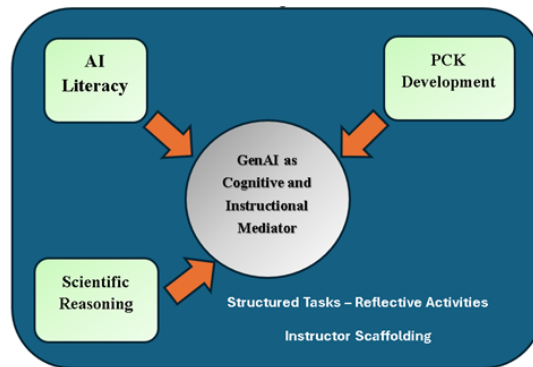 AI
Literacy
PCK
Development
GenAI as
Cognitive and
Instructional
Mediator
Scientific
Reasoning
Structured Tasks – Reflective Activities
Instructor Scaffolding